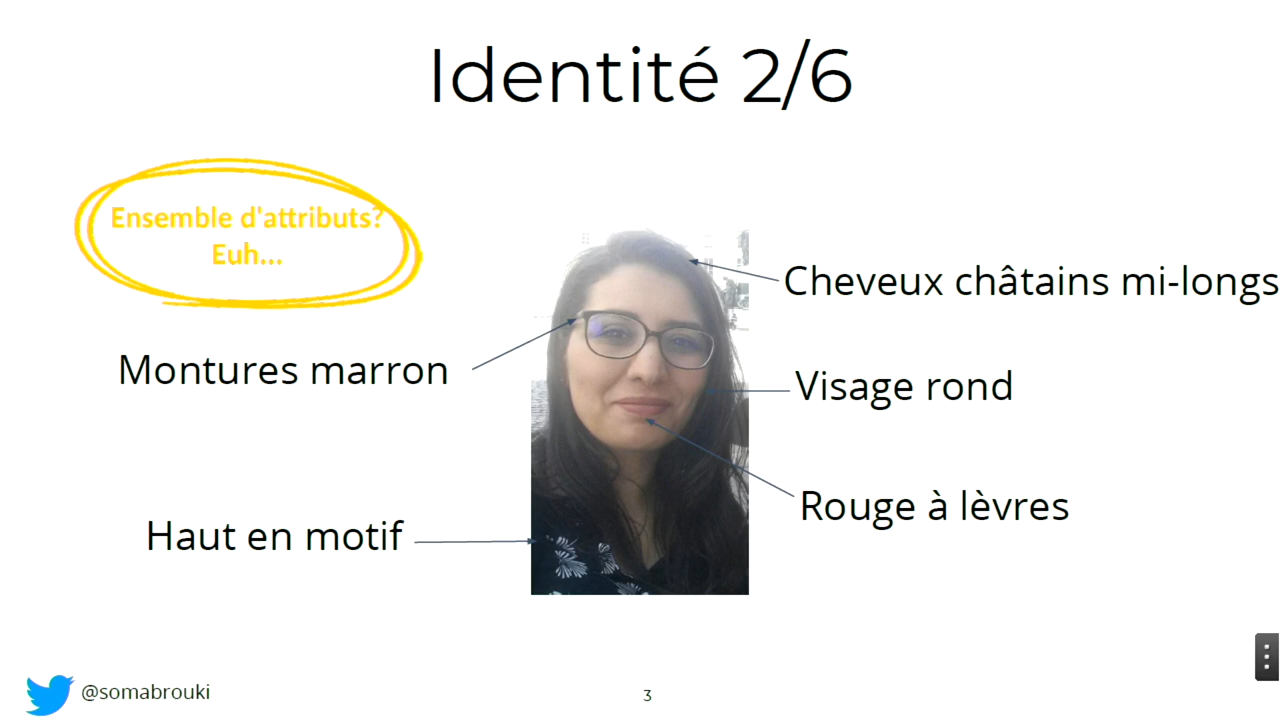 Identité 2/6
Ensemble d'attributs?
Euh...
Cheveux châtains mi-longs
Montures marron
Visage rond
Rouge à lèvres
Haut en motif
@somabrouki
3